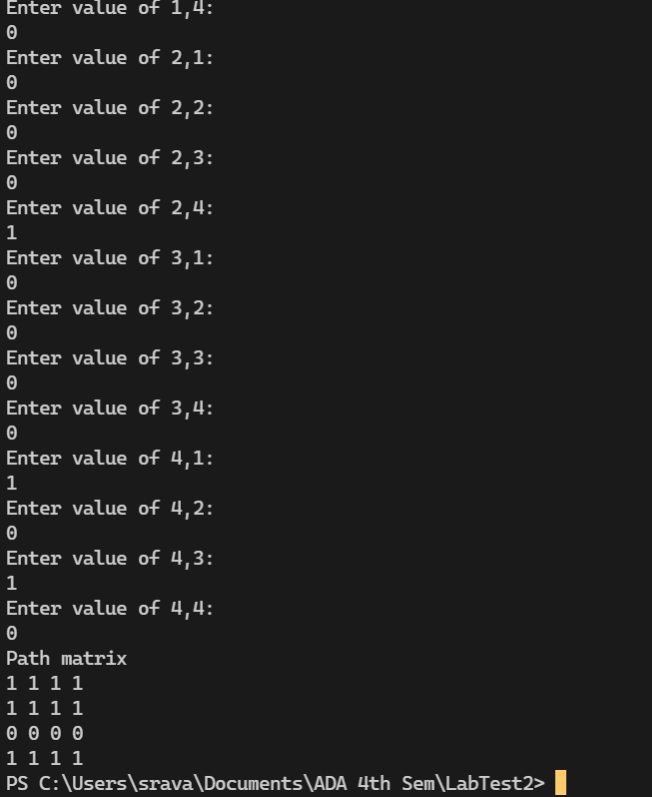 Enter value of 1,4:
0
Enter value of 2,1:
0
Enter value of 2,2:
0
Enter value of 2,3:
0
Enter value of 2,4:
1
Enter value of 3,1:
0
Enter value of 3,2:
0
Enter value of 3,3:
0
Enter value of 3,4:
0
Enter value of 4,1:
1
Enter value of 4,2:
0
Enter value of 4,3:
1
Enter value of 4,4:
0
Path matrix
1 1 1 1
1 1 1 1
0 0 0 0
1 1 1 1
PS C:\Users\srava\Documents\ADA 4th Sem\LabTest2>